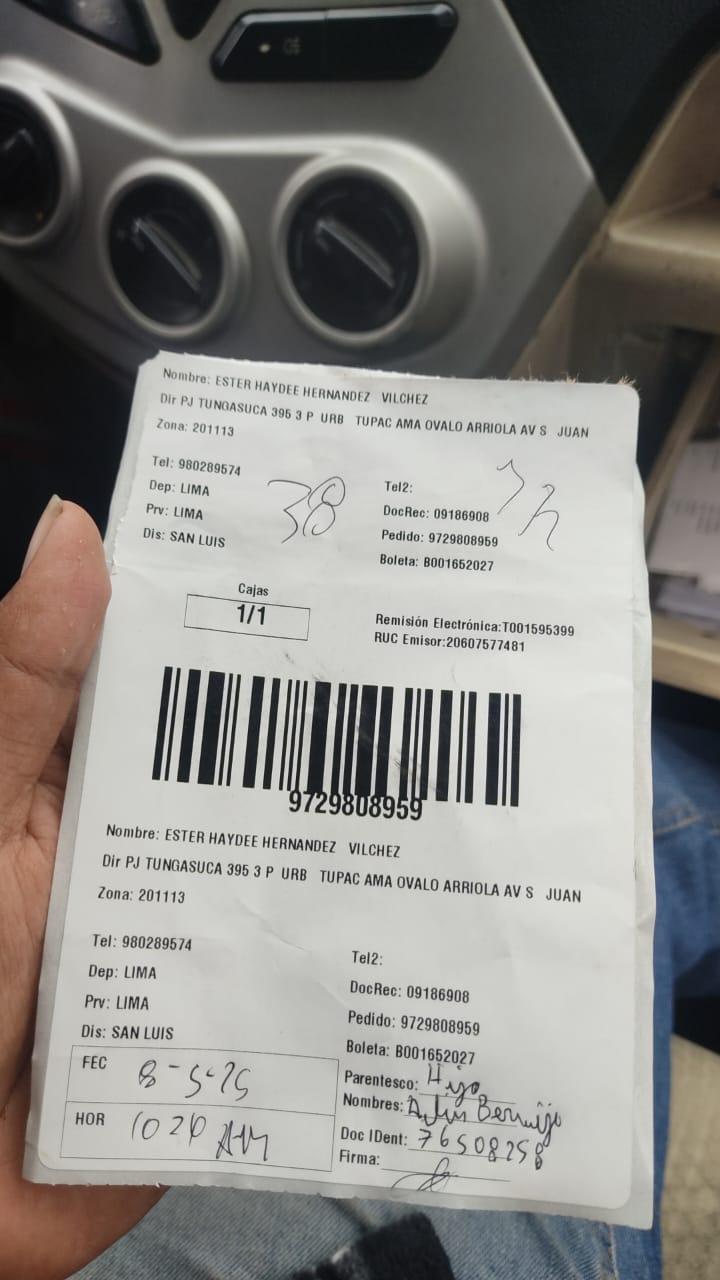 Nombre: ESTER HAYDEE HERNANDEZ VILCHEZ
Dir PJ TUNGASUCA 395 3 P URB TUPAC AMA OVALO ARRIOLA AV S JUAN
Zona: 201113
Tel: 980289574
Tel2:
Dep: LIMA
DocRec: 09186908
Prv: LIMA
Pedido: 9729808959
Dis: SAN LUIS
Boleta: B001652027
38
Cajas
1/1
Remisión Electrónica:T001595399
RUC Emisor:20607577481
9729808959
Nombre: ESTER HAYDEE HERNANDEZ VILCHEZ
Dir PJ TUNGASUCA 395 3 P URB TUPAC AMA OVALO ARRIOLA AV S JUAN
Zona: 201113
Tel: 980289574
Tel2:
Dep: LIMA
DocRec: 09186908
Prv: LIMA
Pedido: 9729808959
Dis: SAN LUIS
Boleta: B001652027
FEC 8-5-25
Parentesco: Hijo
Nombres:
HOR 1024 AM
Doc IDent: 76508258
Firma: